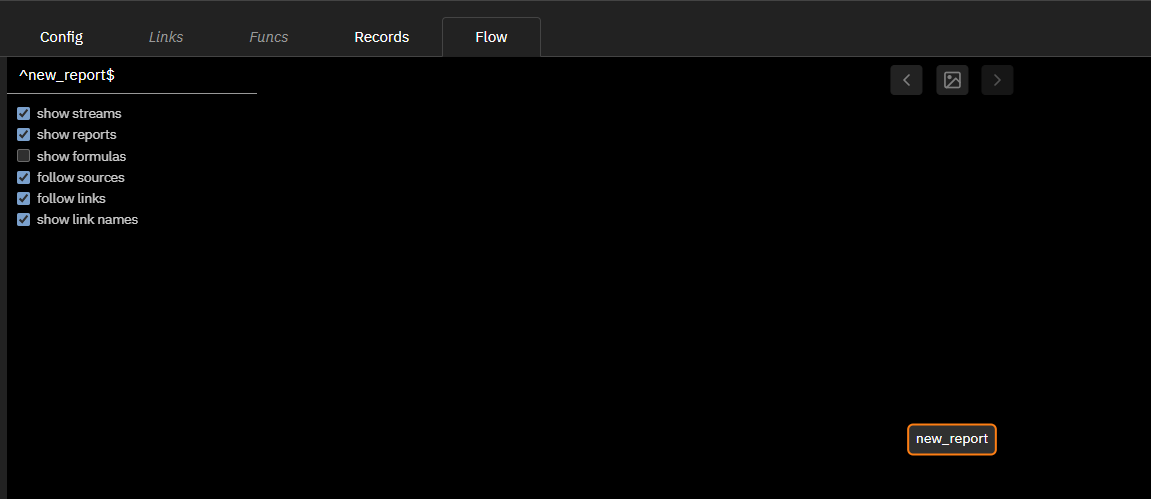 Config Links Funcs Records Flow
^new_report$
show streams
show reports
show formulas
follow sources
follow links
show link names
new_report